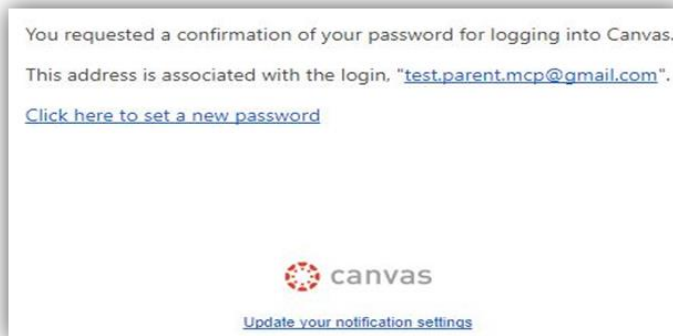 You requested a confirmation of your password for logging into Canvas.
This address is associated with the login, "test.parent.mcp@gmail.com".
Click here to set a new password
canvas
Update your notification settings